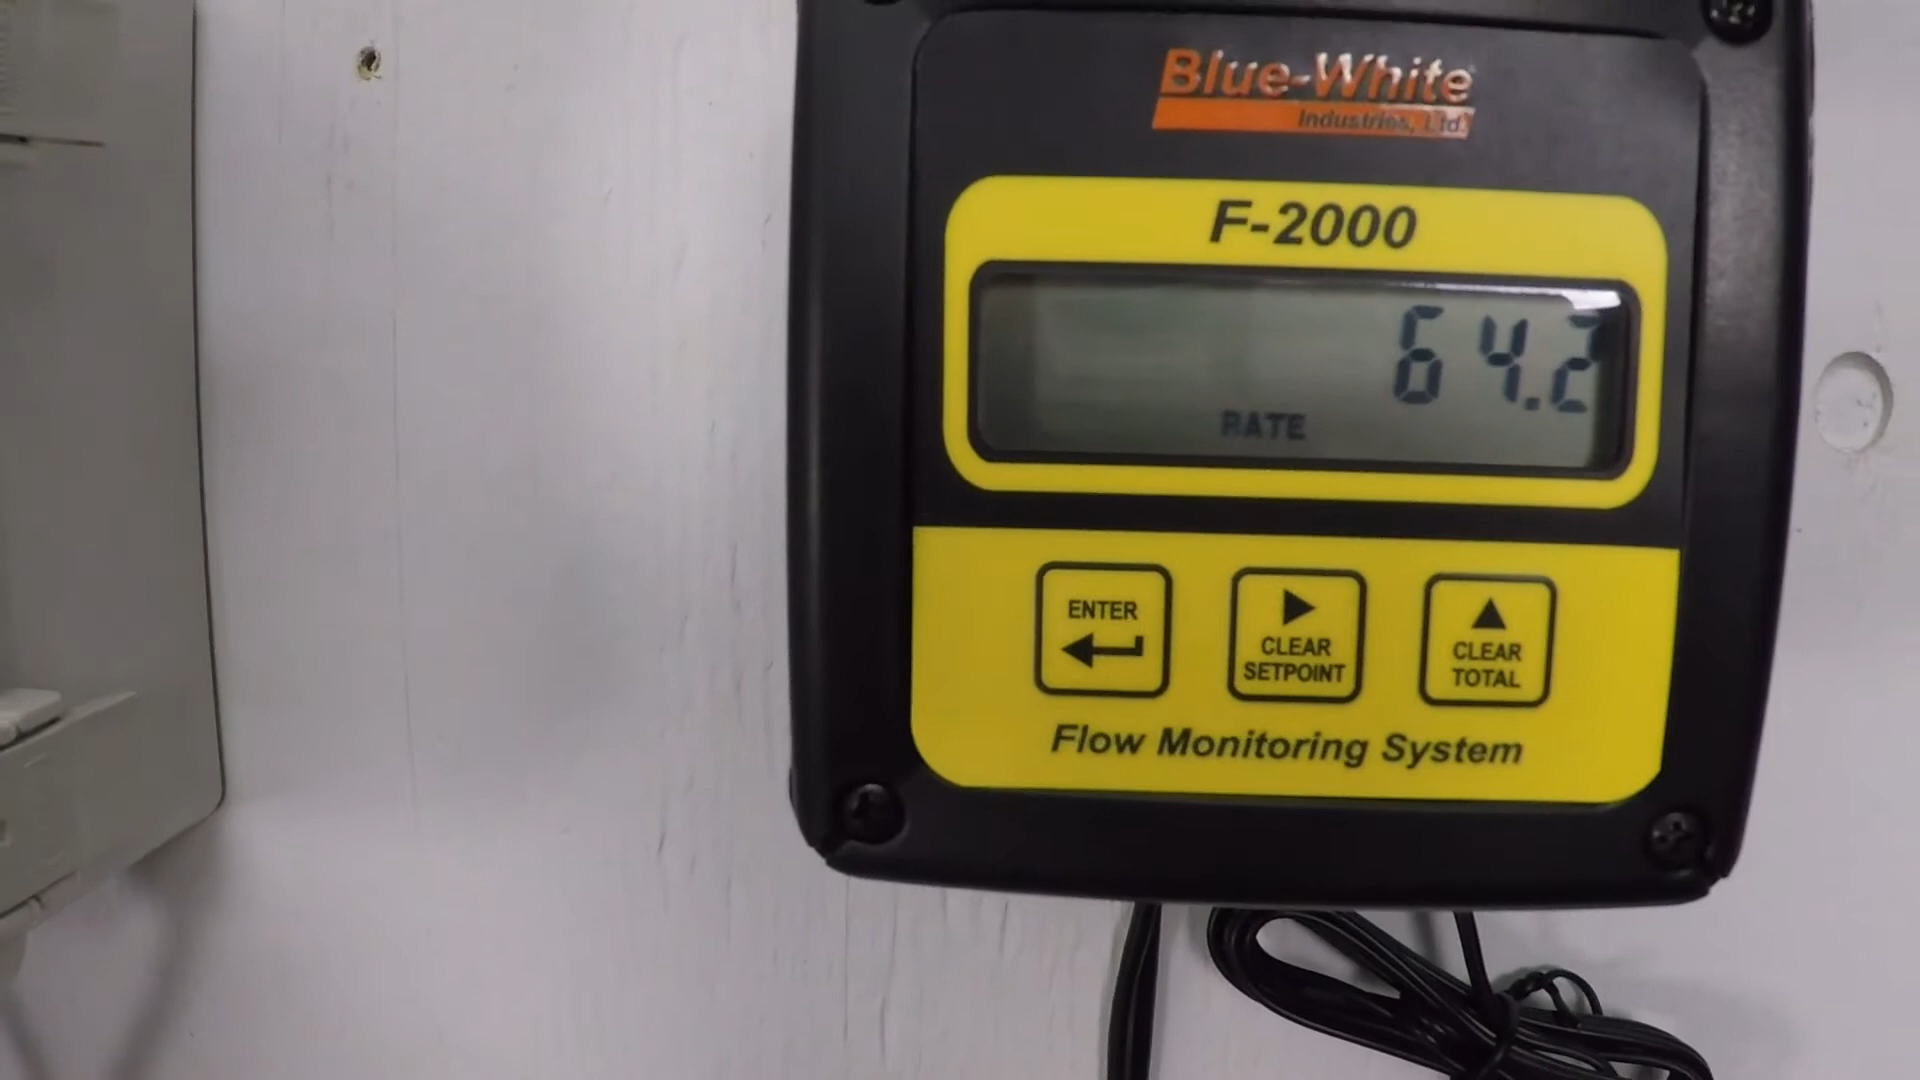 Blue-White
Industries, Ltd.
F-2000
64.2
RATE
ENTER
CLEAR
SETPOINT
CLEAR
TOTAL
Flow Monitoring System